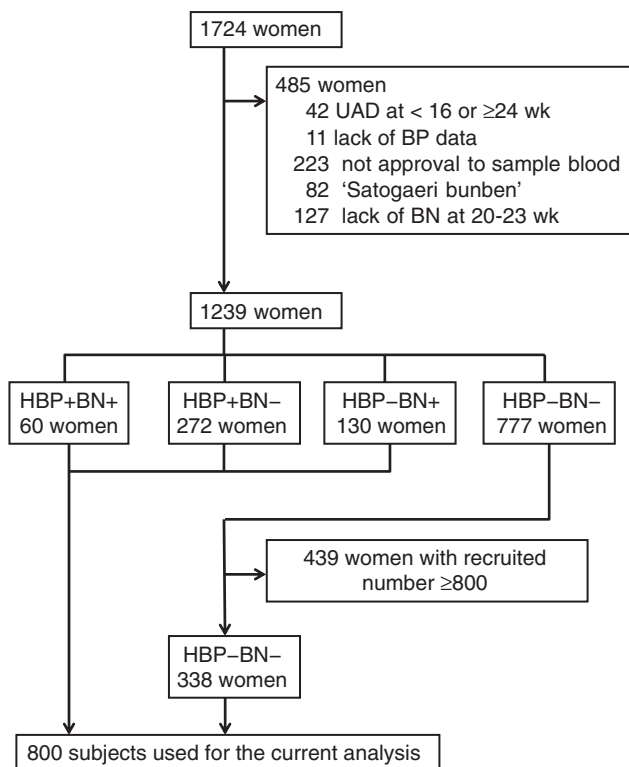 1724 women
485 women
42 UAD at < 16 or ≥24 wk
11 lack of BP data
223 not approval to sample blood
82 ‘Satogaeri bunben’
127 lack of BN at 20-23 wk
1239 women
HBP+BN+
60 women
HBP+BN−
272 women
HBP−BN+
130 women
HBP−BN-
777 women
439 women with recruited
number ≥800
HBP−BN−
338 women
800 subjects used for the current analysis